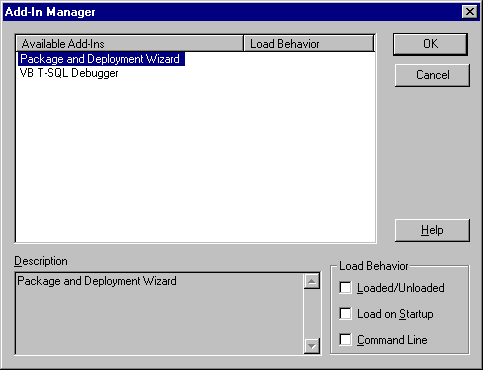 Add-In Manager
Available Add-Ins Load Behavior
OK
Package and Deployment Wizard
VB T-SQL Debugger
Cancel
Help
Description
Load Behavior
Package and Deployment Wizard
Loaded/Unloaded
Load on Startup
Command Line